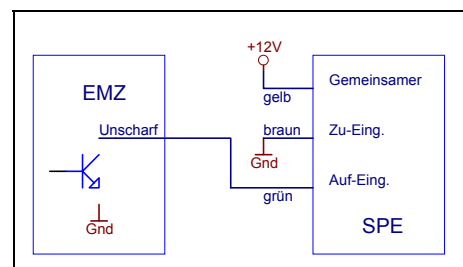 +12V
EMZ
Gemeinsamer
gelb
Unscharf
braun
Zu-Eing.
Gnd
Auf-Eing.
grün
Gnd
SPE